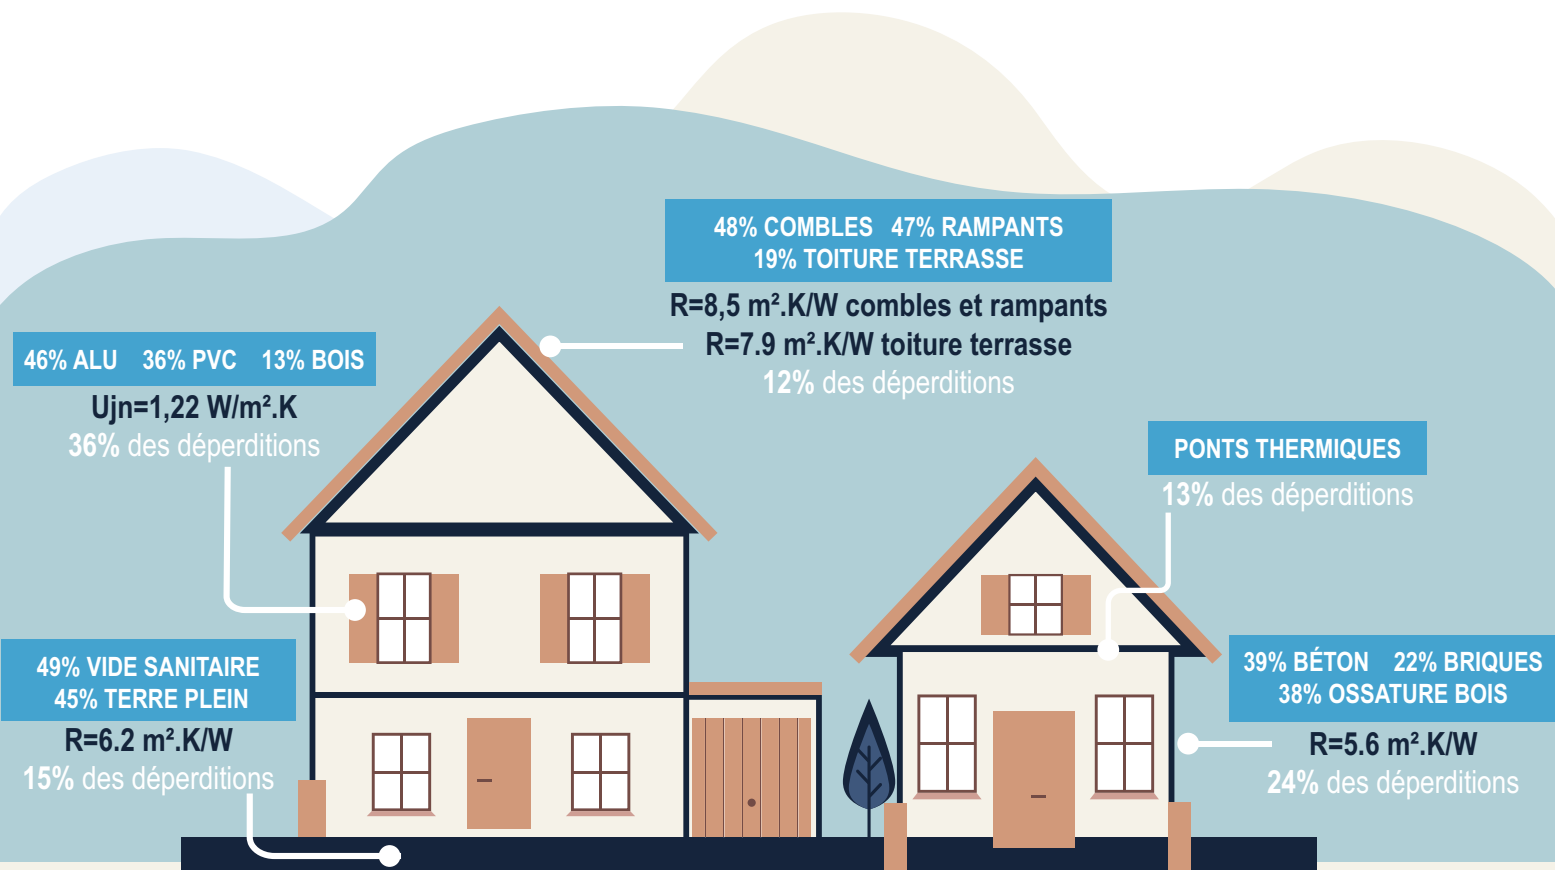 48% COMBLES 47% RAMPANTS
19% TOITURE TERRASSE
R=8,5 m².K/W combles et rampants
R=7.9 m².K/W toiture terrasse
12% des déperditions
46% ALU 36% PVC 13% BOIS
Ujn=1,22 W/m².K
36% des déperditions
PONTS THERMIQUES
13% des déperditions
49% VIDE SANITAIRE
45% TERRE PLEIN
R=6.2 m².K/W
15% des déperditions
39% BÉTON 22% BRIQUES
38% OSSATURE BOIS
R=5.6 m².K/W
24% des déperditions